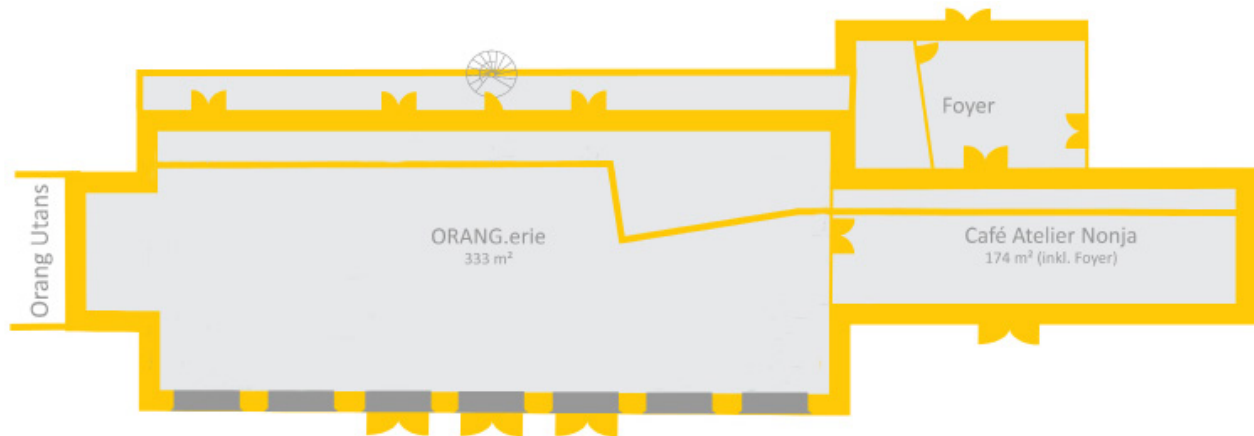 Foyer
Orang Utans
ORANG.erie
333 m²
Café Atelier Nonja
174 m² (inkl. Foyer)